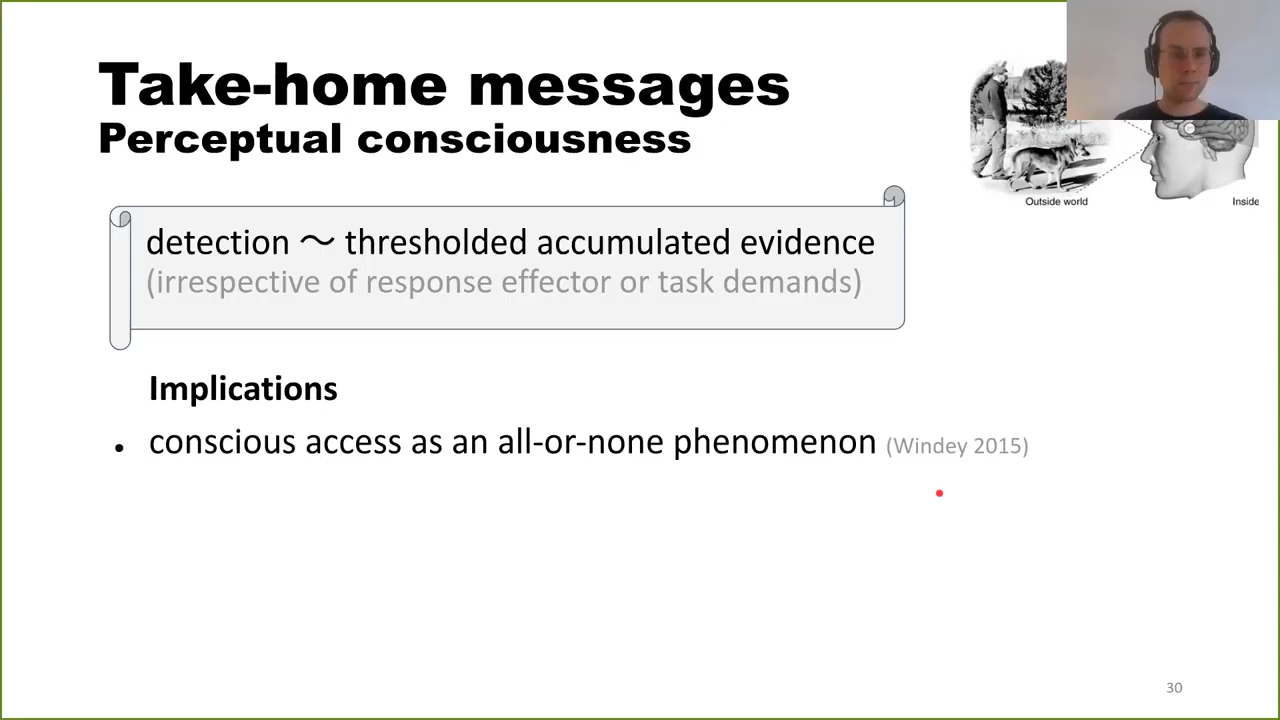 Take-home messages
Perceptual consciousness
Outside world
Inside
detection ～ thresholded accumulated evidence
(irrespective of response effector or task demands)
Implications
• conscious access as an all-or-none phenomenon (Windey 2015)
30